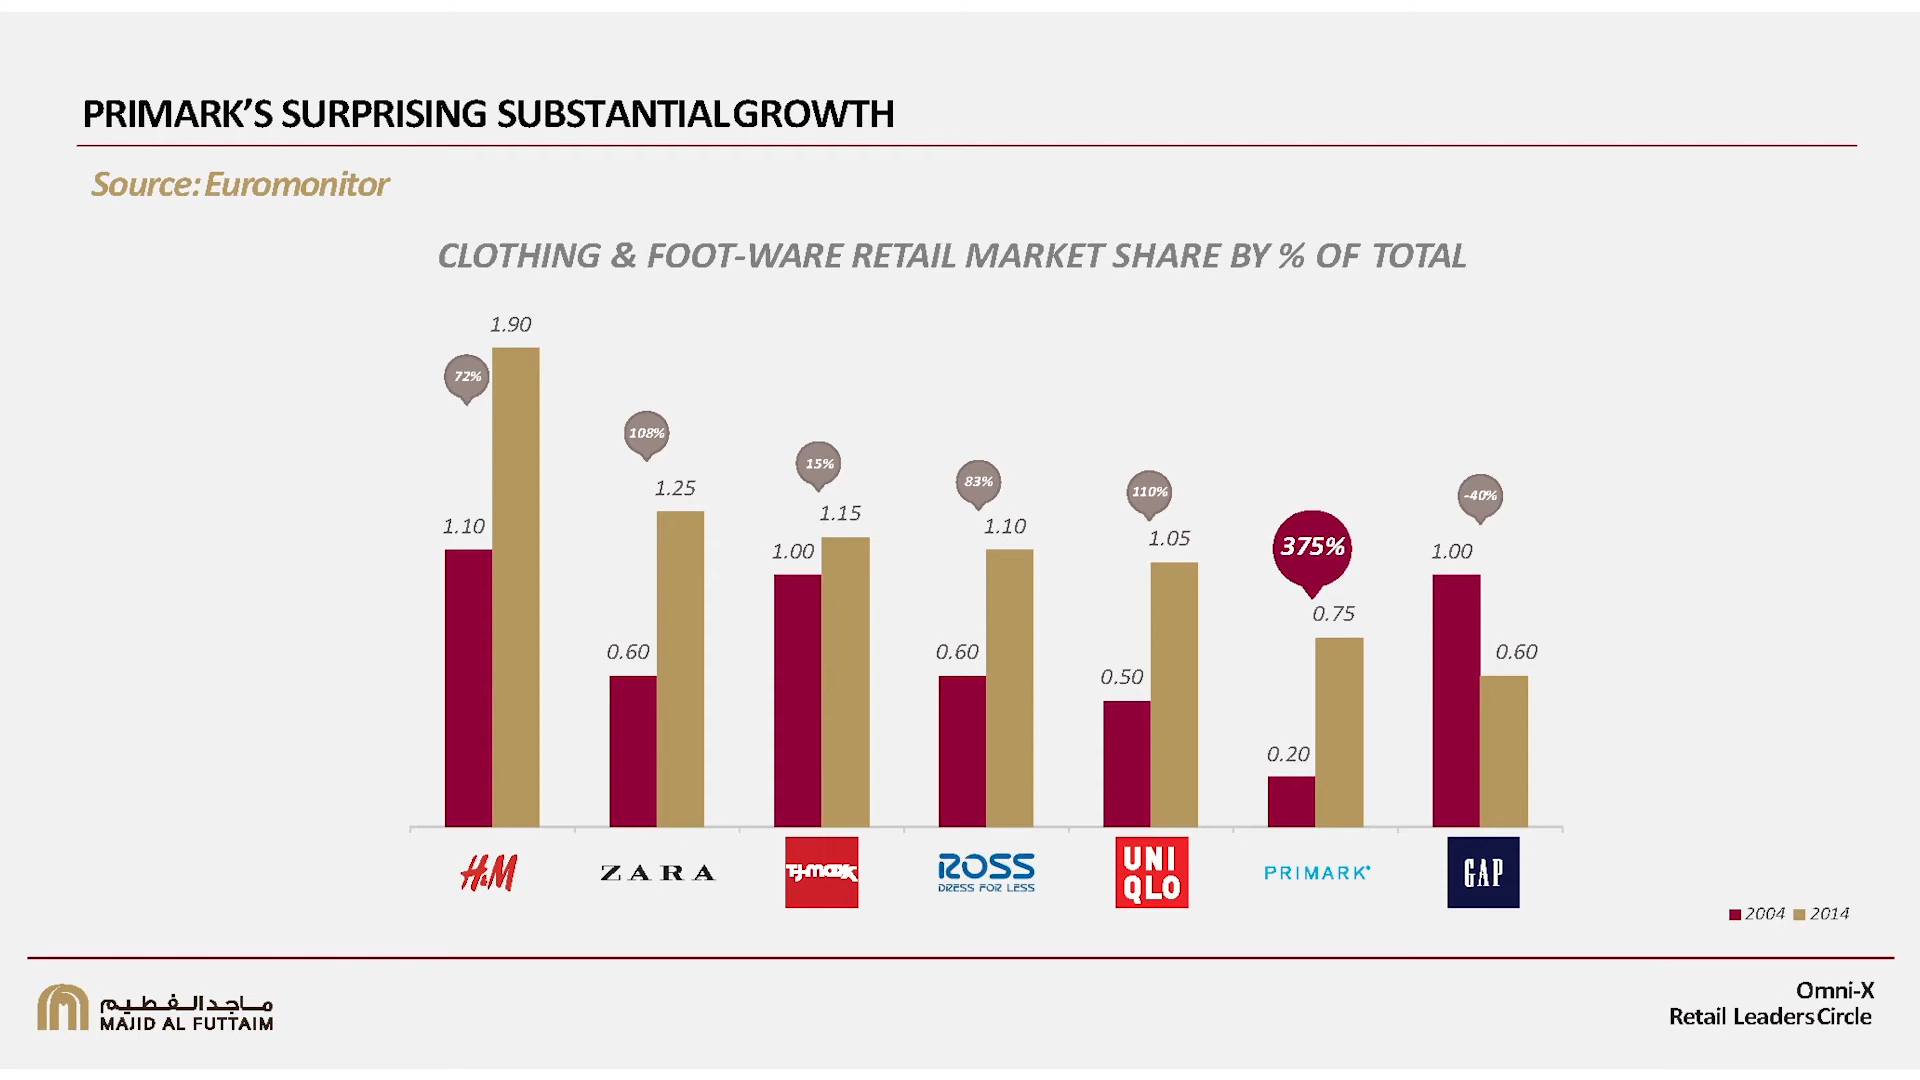 PRIMARK’S SURPRISING SUBSTANTIAL GROWTH
Source: Euromonitor
CLOTHING & FOOT-WARE RETAIL MARKET SHARE BY % OF TOTAL
1.90
72%
1.10
108%
1.25
0.60
15%
1.15
1.00
83%
1.10
0.60
110%
1.05
0.50
375%
0.75
0.20
-40%
1.00
0.60
H&M
ZARA
T.J.maxx
ROSS
DRESS FOR LESS
UNI
QLO
PRIMARK
GAP
2004 2014
ماجد الفطيم
MAJID AL FUTTAIM
Omni-X
Retail Leaders Circle